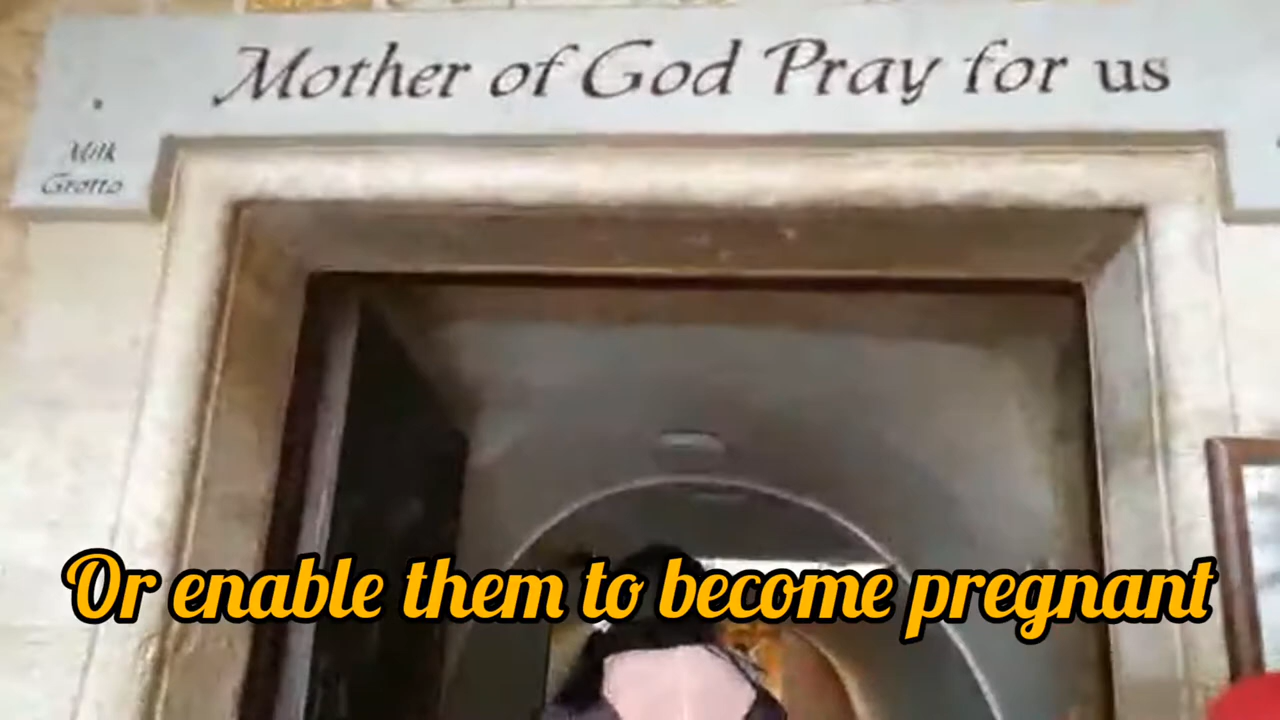 Mother of God Pray for us
Milk
Grotto
Or enable them to become pregnant